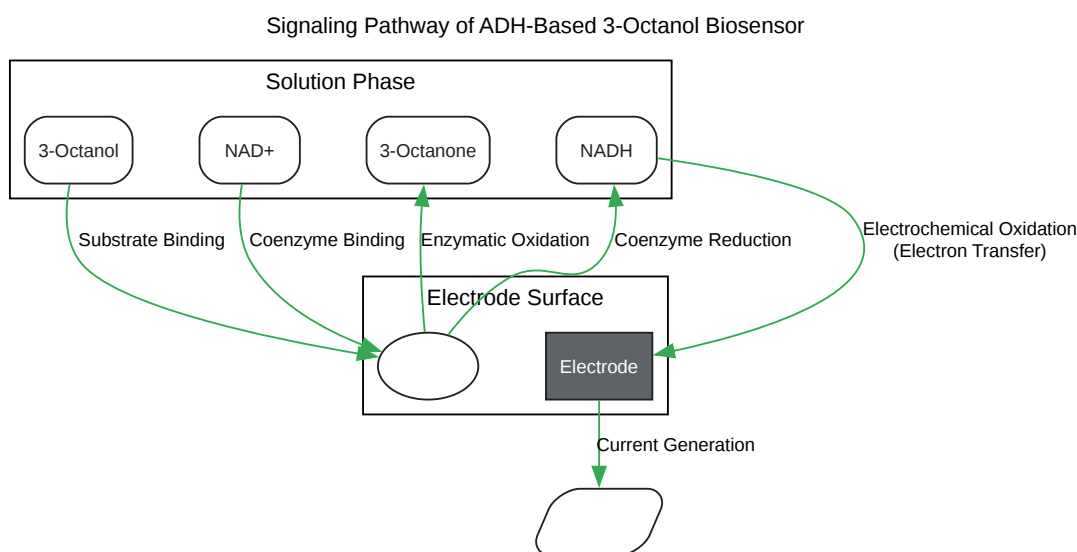 Signaling Pathway of ADH-Based 3-Octanol Biosensor
Solution Phase
3-Octanol
NAD+
3-Octanone
NADH
Substrate Binding
Coenzyme Binding
Enzymatic Oxidation
Coenzyme Reduction
Electrochemical Oxidation
(Electron Transfer)
Electrode Surface
Electrode
Current Generation